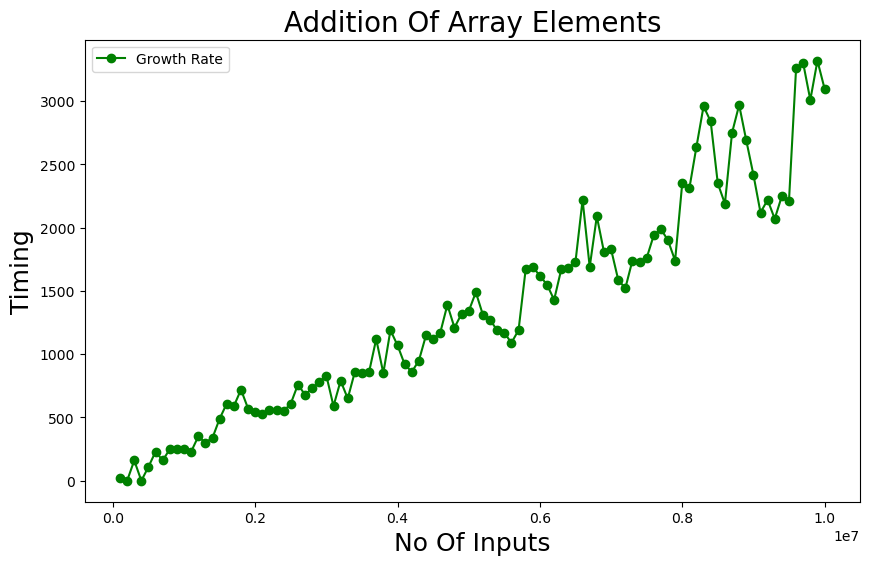 Addition Of Array Elements
Growth Rate
Timing
3000
2500
2000
1500
1000
500
0
0.0 0.2 0.4 0.6 0.8 1.0
1e7
No Of Inputs